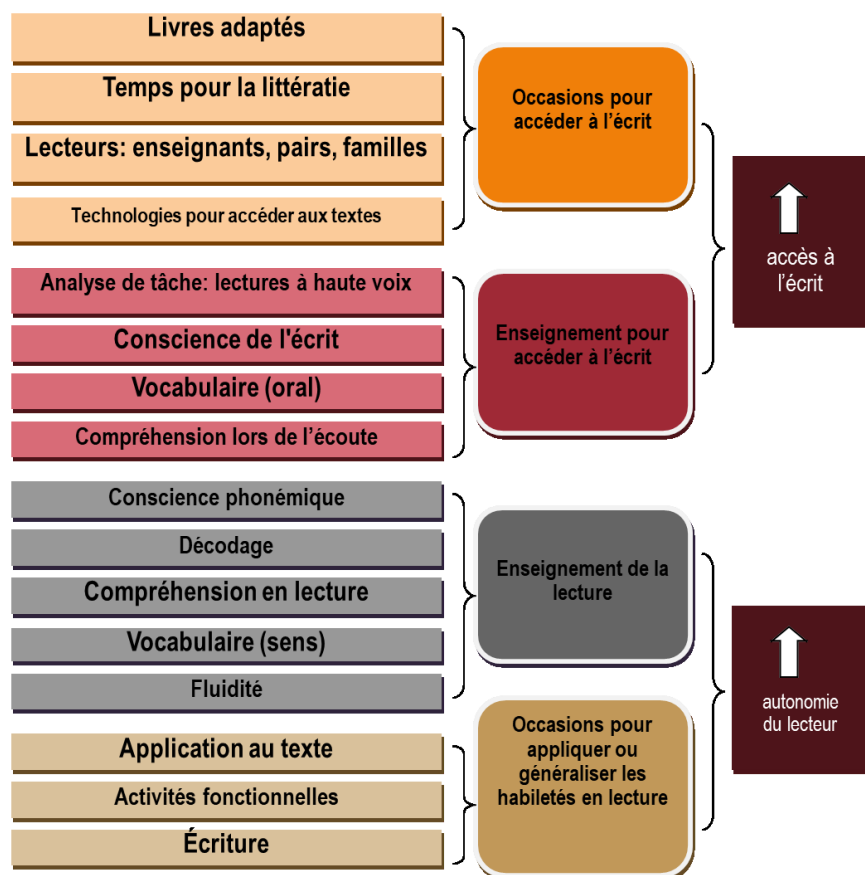 Livres adaptés
Temps pour la littératie
Lecteurs: enseignants, pairs, familles
Technologies pour accéder aux textes
Occasions pour
accéder à l'écrit
Analyse de tâche: lectures à haute voix
Conscience de l'écrit
Vocabulaire (oral)
Compréhension lors de l'écoute
Enseignement pour
accéder à l'écrit
accès à
l'écrit
Conscience phonémique
Décodage
Compréhension en lecture
Vocabulaire (sens)
Fluidité
Enseignement de la
lecture
Application au texte
Activités fonctionnelles
Écriture
Occasions pour
appliquer ou
généraliser les
habiletés en lecture
autonomie
du lecteur